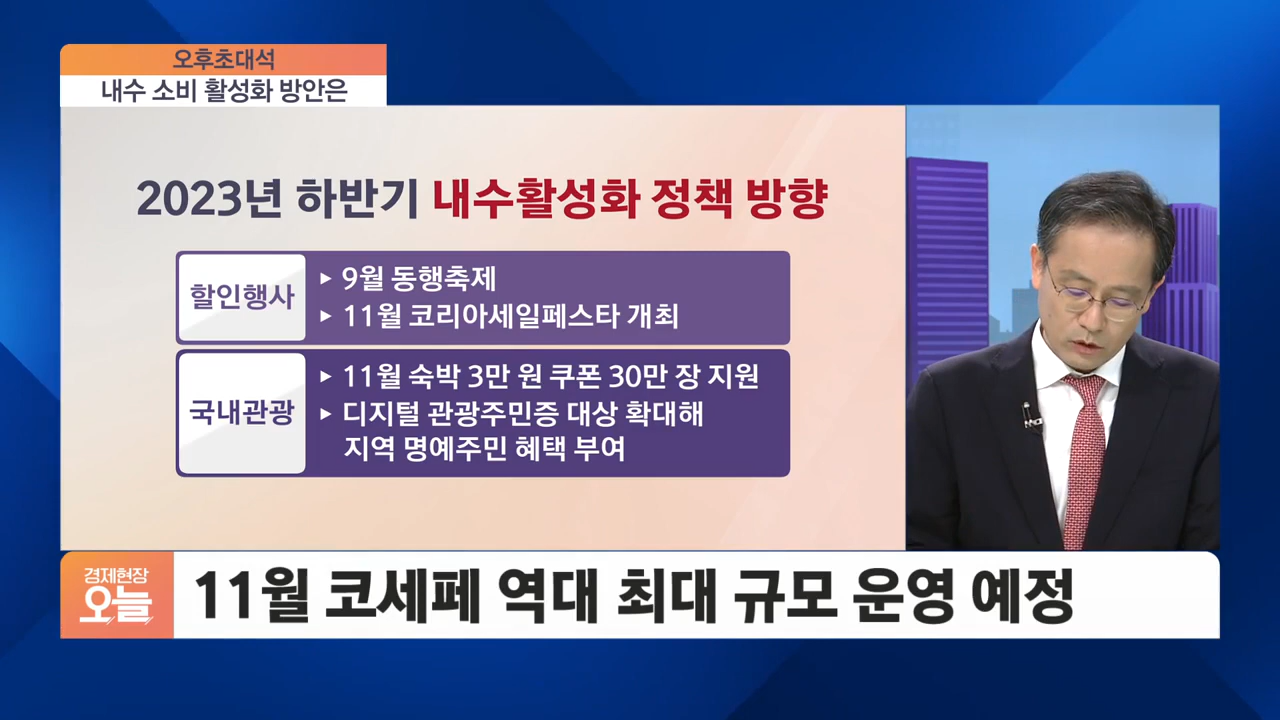 오후초대석
내수 소비 활성화 방안은
2023년 하반기 내수활성화 정책 방향
할인행사
▸ 9월 동행축제
▸ 11월 코리아세일페스타 개최
국내관광
▸ 11월 숙박 3만 원 쿠폰 30만 장 지원
▸ 디지털 관광주민증 대상 확대해
지역 명예주민 혜택 부여
경제현장
오늘
11월 코세페 역대 최대 규모 운영 예정